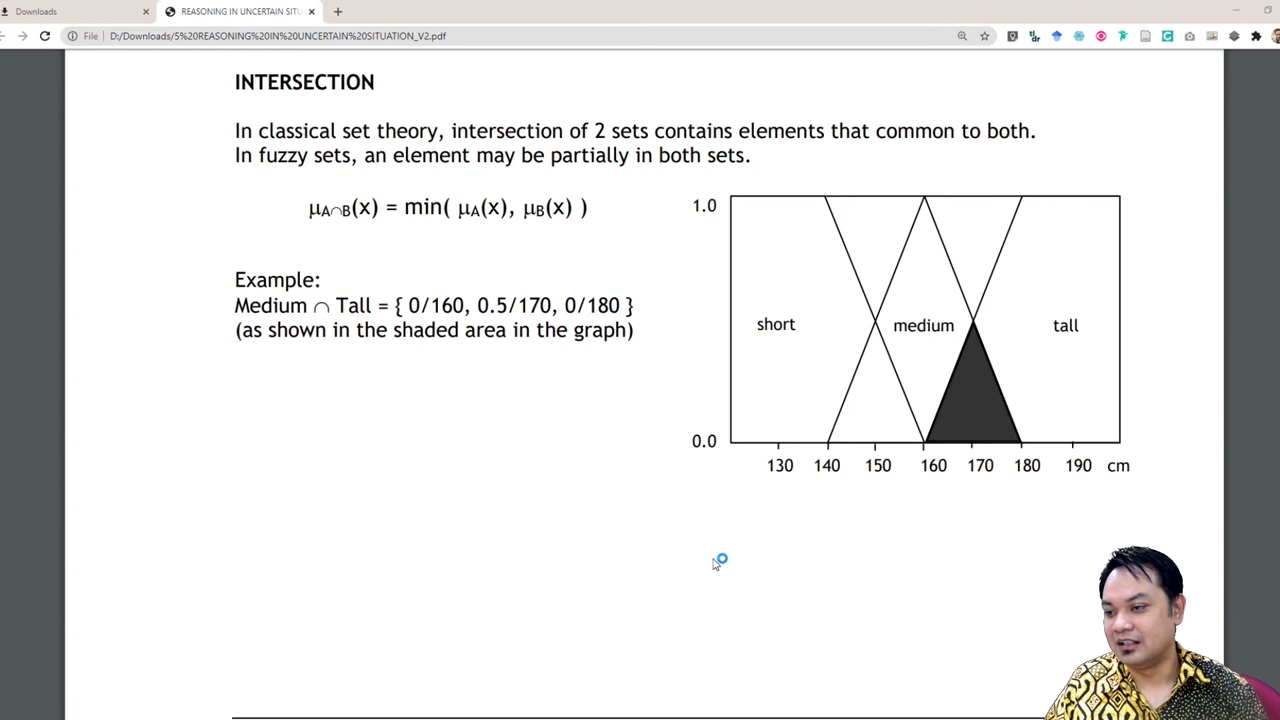 Downloads
REASONING IN UNCERTAIN SITU
File
D:/Downloads/5%20REASONING%20IN%20UNCERTAIN%20SITUATION_V2.pdf
INTERSECTION
In classical set theory, intersection of 2 sets contains elements that common to both.
In fuzzy sets, an element may be partially in both sets.
μA∩B(x) = min( μA(x), μB(x) )
Example:
Medium ∩ Tall = { 0/160, 0.5/170, 0/180 }
(as shown in the shaded area in the graph)
1.0
short
medium
tall
0.0
130 140 150 160 170 180 190 cm